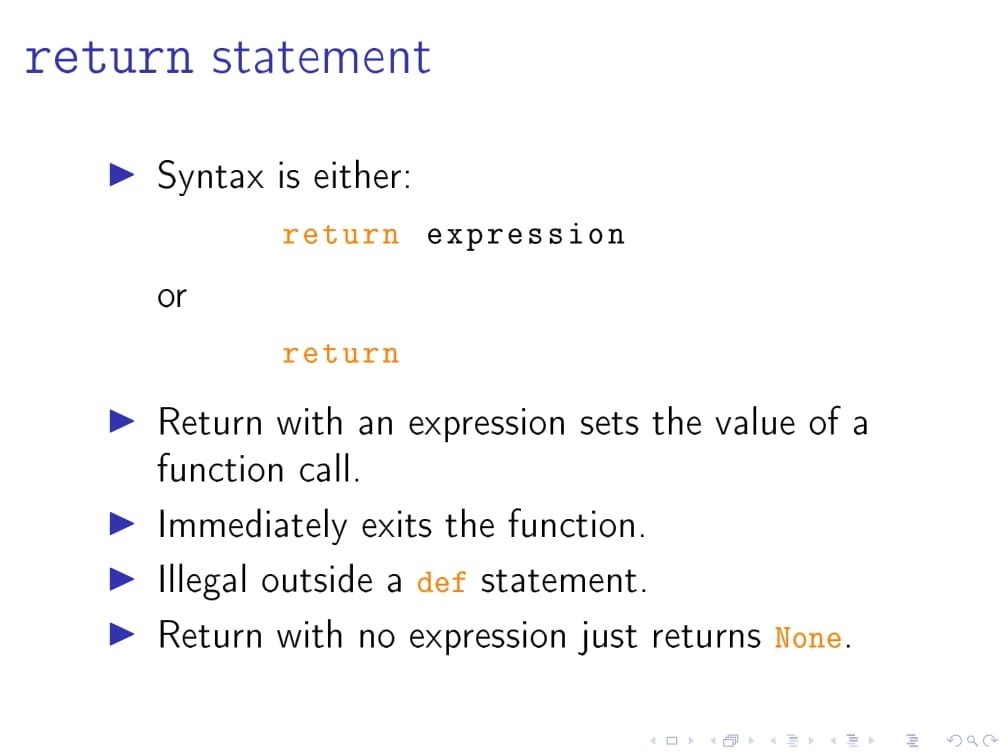 return statement
Syntax is either:
return expression
or
return
Return with an expression sets the value of a
function call.
Immediately exits the function.
Illegal outside a def statement.
Return with no expression just returns None.